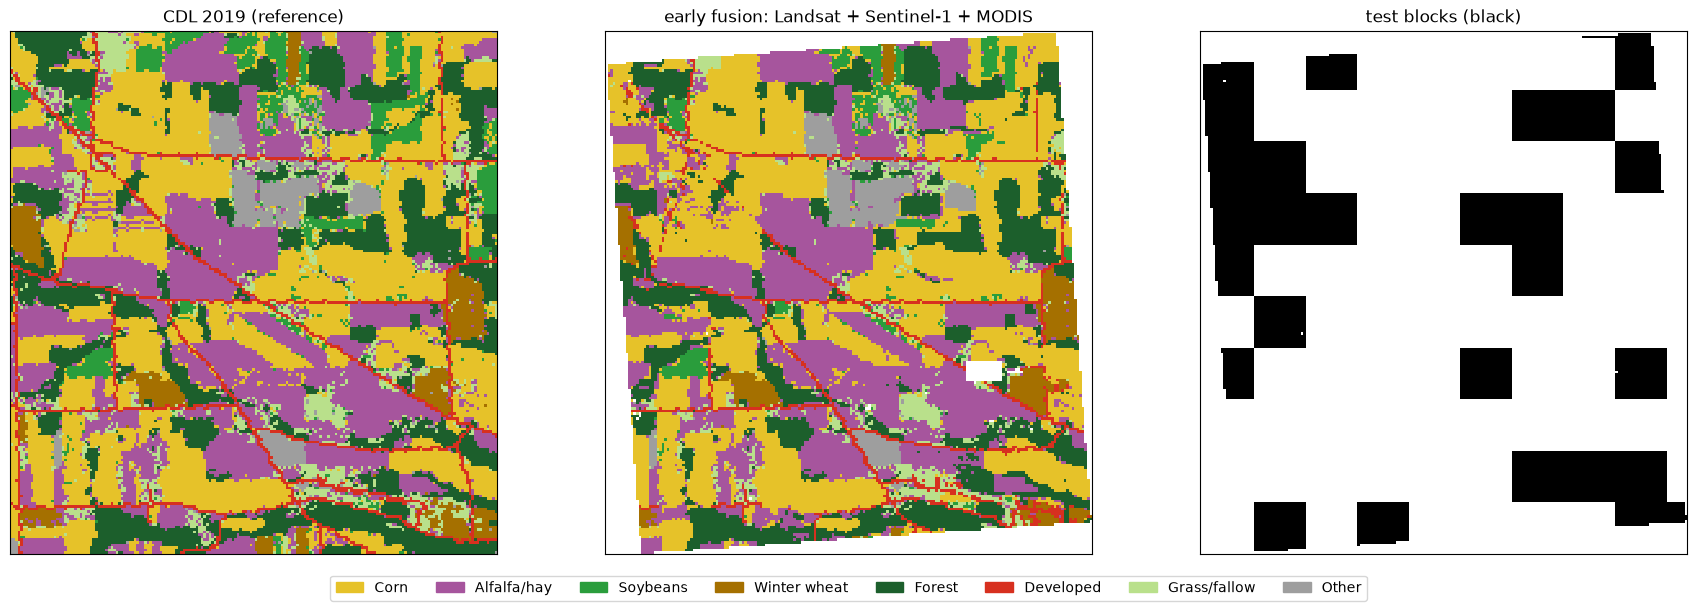 CDL 2019 (reference)
early fusion: Landsat + Sentinel-1 + MODIS
test blocks (black)
Corn Alfalfa/hay Soybeans Winter wheat Forest Developed Grass/fallow Other